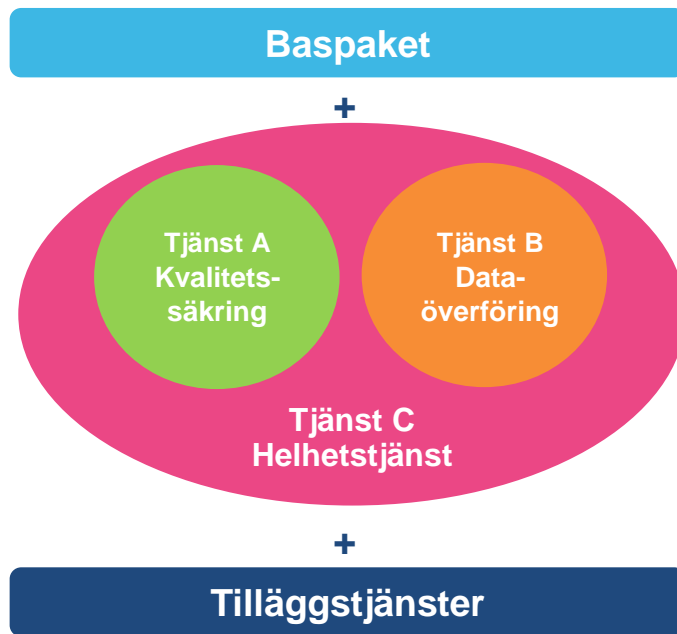 Baspaket
+
Tjänst A
Kvalitets-
säkring
Tjänst B
Data-
överföring
Tjänst C
Helhetstjänst
+
Tilläggstjänster